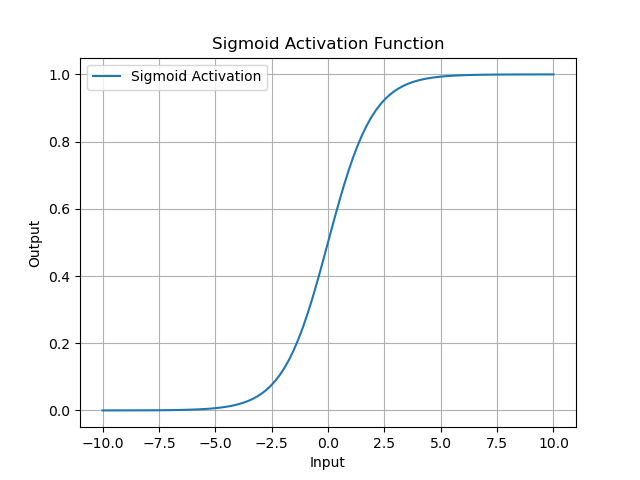 Sigmoid Activation Function
Sigmoid Activation
1.0
0.8
0.6
0.4
0.2
0.0
Output
−10.0 −7.5 −5.0 −2.5 0.0 2.5 5.0 7.5 10.0
Input